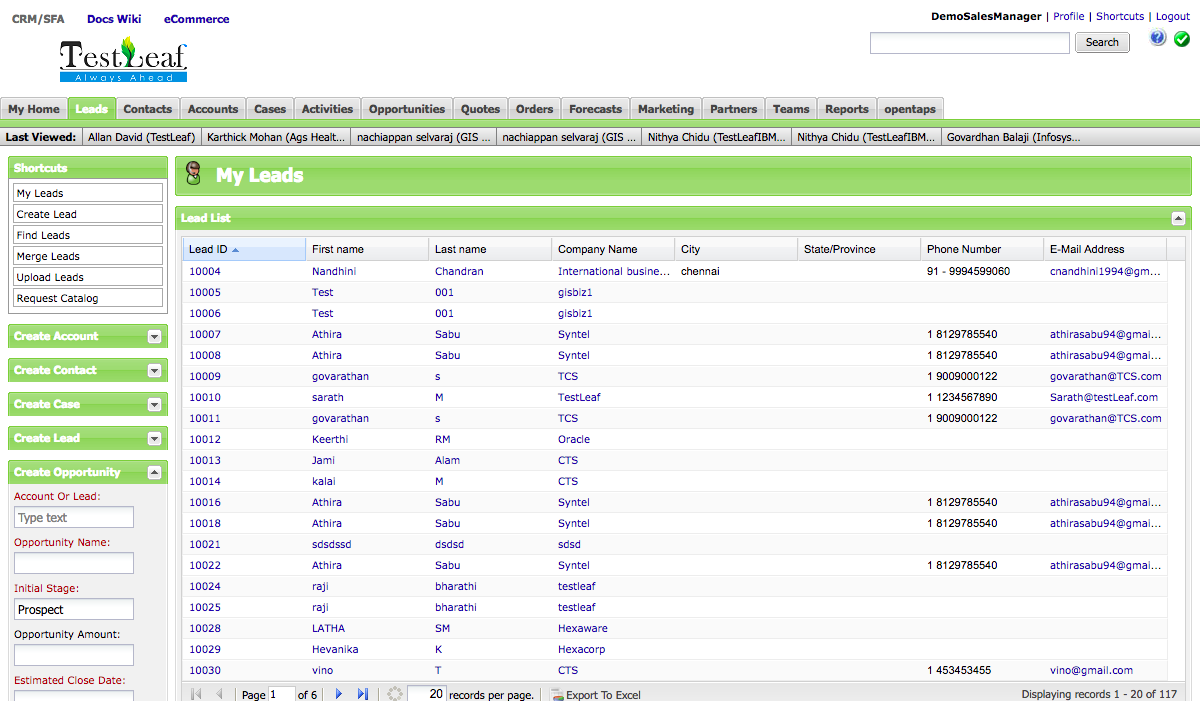 CRM/SFA Docs Wiki eCommerce
DemoSalesManager | Profile | Shortcuts | Logout
TestLeaf
Always Ahead
Search
My Home Leads Contacts Accounts Cases Activities Opportunities Quotes Orders Forecasts Marketing Partners Teams Reports opentaps
Last Viewed: Allan David (TestLeaf) Karthick Mohan (Ags Healt... nachiappan selvaraj (GIS ... nachiappan selvaraj (GIS ... Nithya Chidu (TestLeafIBM... Nithya Chidu (TestLeafIBM... Govardhan Balaji (Infosys...
Shortcuts
My Leads
Create Lead
Find Leads
Merge Leads
Upload Leads
Request Catalog
Create Account
Create Contact
Create Case
Create Lead
Create Opportunity
Account Or Lead:
Type text
Opportunity Name:
Initial Stage:
Prospect
Opportunity Amount:
Estimated Close Date:
My Leads
Lead List
Lead ID First name Last name Company Name City State/Province Phone Number E-Mail Address
10004 Nandhini Chandran International busine... chennai 91 - 9994599060 cnandhini1994@gm...
10005 Test 001 gisbiz1
10006 Test 001 gisbiz1
10007 Athira Sabu Syntel 1 8129785540 athirasabu94@gmai...
10008 Athira Sabu Syntel 1 8129785540 athirasabu94@gmai...
10009 govarathan s TCS 1 9009000122 govarathan@TCS.com
10010 sarath M TestLeaf 1 1234567890 Sarath@testLeaf.com
10011 govarathan s TCS 1 9009000122 govarathan@TCS.com
10012 Keerthi RM Oracle
10013 Jami Alam CTS
10014 kalai M CTS
10016 Athira Sabu Syntel 1 8129785540 athirasabu94@gmai...
10018 Athira Sabu Syntel 1 8129785540 athirasabu94@gmai...
10021 sdsdssd dsdsd sdsd
10022 Athira Sabu Syntel 1 8129785540 athirasabu94@gmai...
10024 raji bharathi testleaf
10025 raji bharathi testleaf
10028 LATHA SM Hexaware
10029 Hevanika K Hexacorp
10030 vino T CTS 1 453453455 vino@gmail.com
Page 1 of 6 20 records per page. Export To Excel Displaying records 1 - 20 of 117